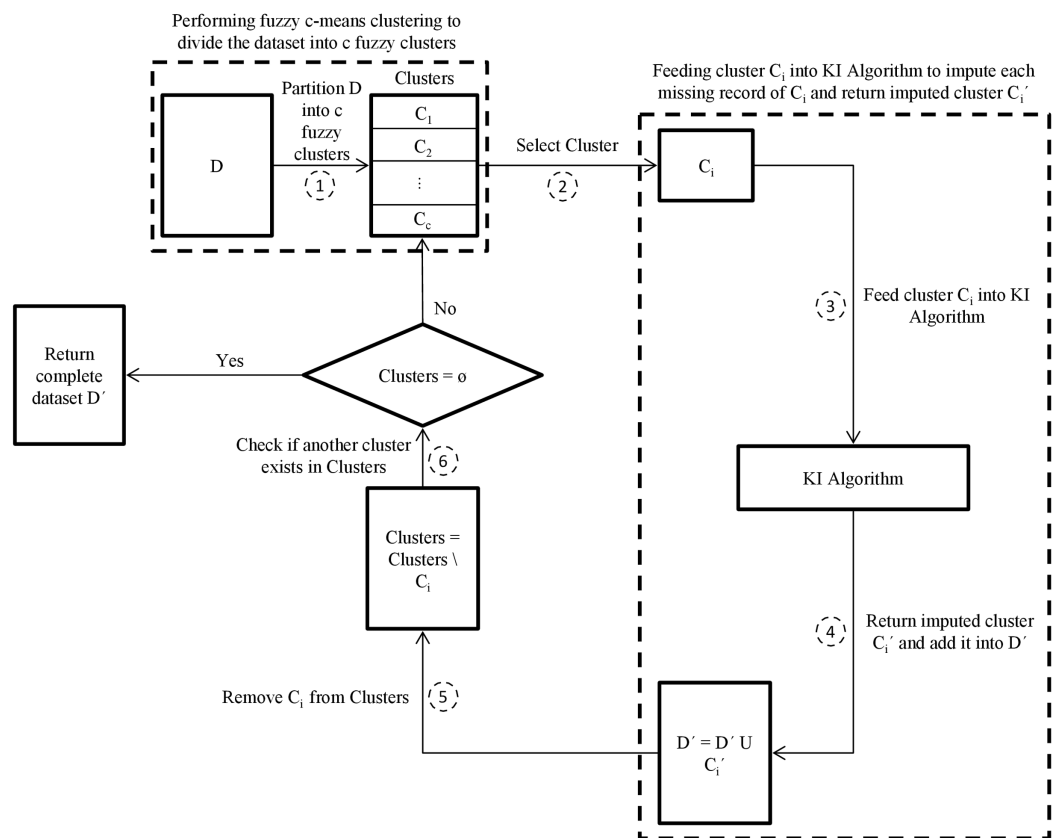 Performing fuzzy c-means clustering to
divide the dataset into c fuzzy clusters
Feeding cluster Cᵢ into KI Algorithm to impute each
missing record of Cᵢ and return imputed cluster Cᵢ´
D
Partition D
into c
fuzzy
clusters
1
Clusters
C₁
C₂
⋮
C꜀
Select Cluster
2
Cᵢ
3
Feed cluster Cᵢ into KI
Algorithm
KI Algorithm
4
Return imputed cluster
Cᵢ´ and add it into D´
D´ = D´ U
Cᵢ´
5
Remove Cᵢ from Clusters
Clusters =
Clusters \
Cᵢ
6
Check if another cluster
exists in Clusters
Clusters = ø
No
Yes
Return
complete
dataset D´